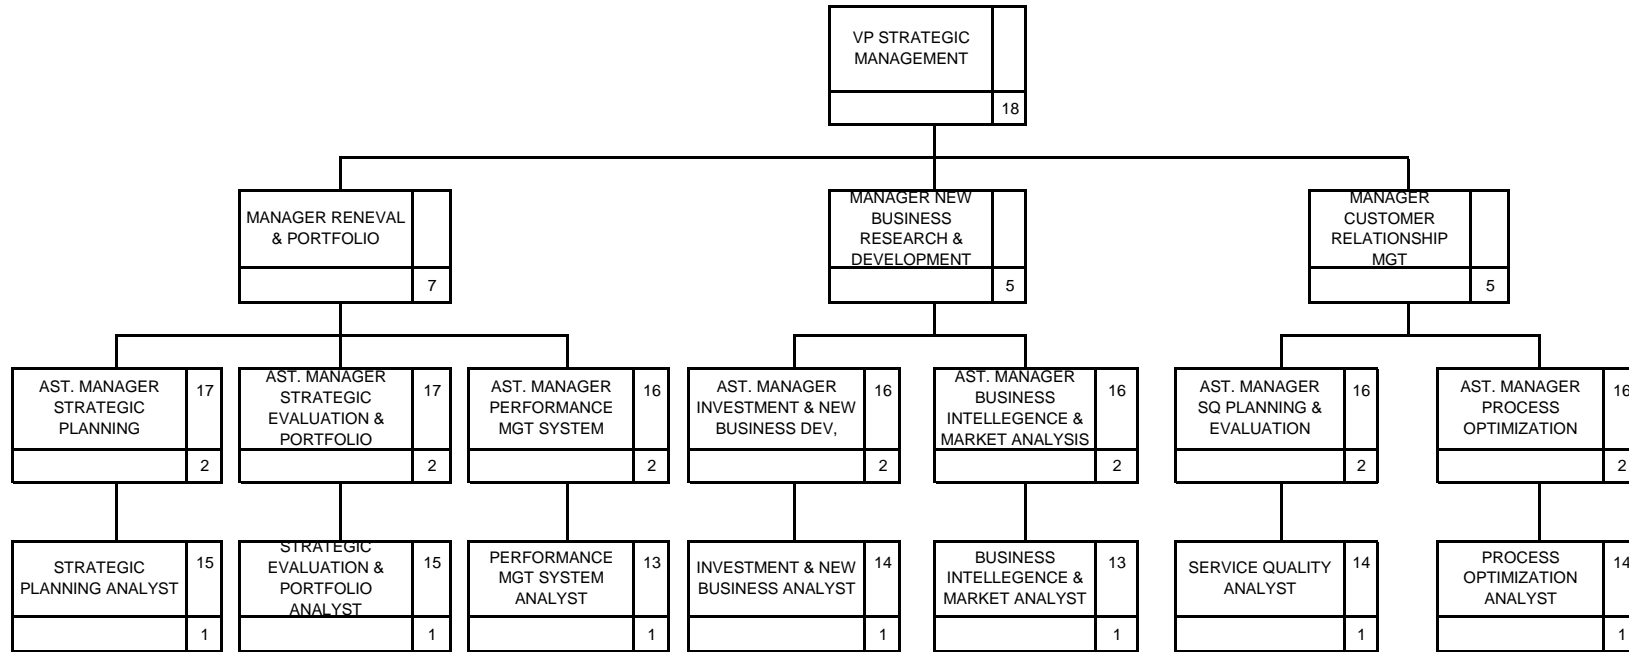 VP STRATEGIC
MANAGEMENT
18
MANAGER RENEVAL
& PORTFOLIO
7
MANAGER NEW
BUSINESS
RESEARCH &
DEVELOPMENT
5
MANAGER
CUSTOMER
RELATIONSHIP
MGT
5
AST. MANAGER
STRATEGIC
PLANNING
17
2
AST. MANAGER
STRATEGIC
EVALUATION &
PORTFOLIO
17
2
AST. MANAGER
PERFORMANCE
MGT SYSTEM
16
2
AST. MANAGER
INVESTMENT & NEW
BUSINESS DEV,
16
2
AST. MANAGER
BUSINESS
INTELLEGENCE &
MARKET ANALYSIS
16
2
AST. MANAGER
SQ PLANNING &
EVALUATION
16
2
AST. MANAGER
PROCESS
OPTIMIZATION
16
2
STRATEGIC
PLANNING ANALYST
15
1
STRATEGIC
EVALUATION &
PORTFOLIO
ANALYST
15
1
PERFORMANCE
MGT SYSTEM
ANALYST
13
1
INVESTMENT & NEW
BUSINESS ANALYST
14
1
BUSINESS
INTELLEGENCE &
MARKET ANALYST
13
1
SERVICE QUALITY
ANALYST
14
1
PROCESS
OPTIMIZATION
ANALYST
14
1